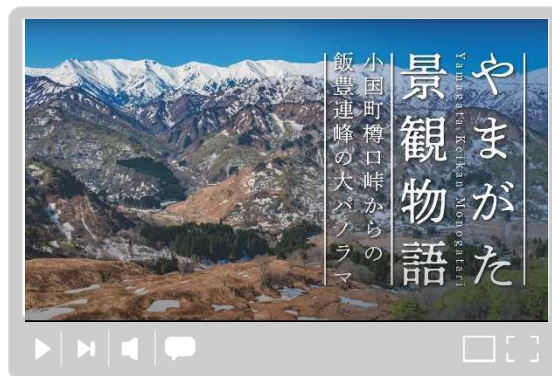 やまがた
Yamagata Keikan Monogatari
景観物語
小国町樽口峠からの
飯豊連峰の大パノラマ